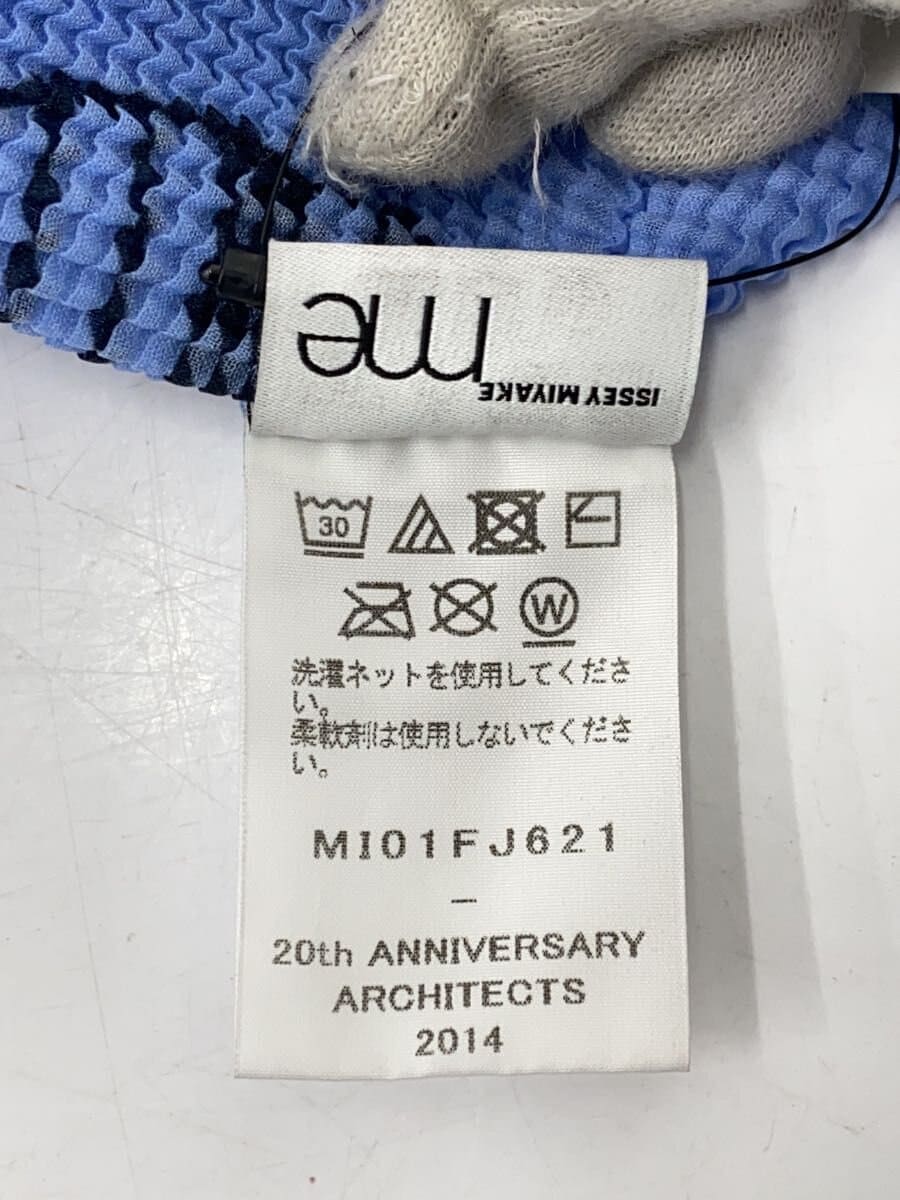 me
ISSEY MIYAKE
30
W
洗濯ネットを使用してくださ
い。
柔軟剤は使用しないでくださ
い。
MI01FJ621
—
20th ANNIVERSARY
ARCHITECTS
2014